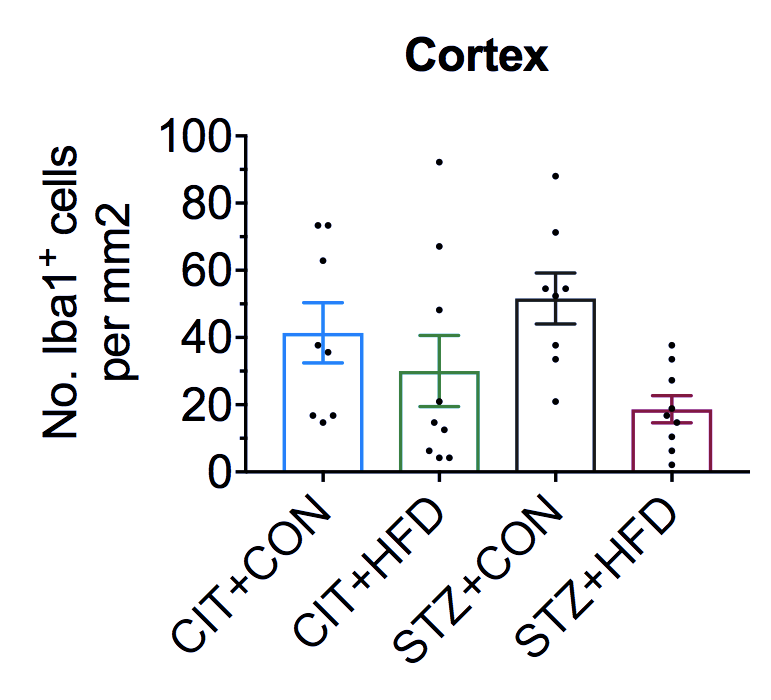 Cortex
No. Iba1⁺ cells
per mm2
100
80
60
40
20
0
CIT+CON
CIT+HFD
STZ+CON
STZ+HFD